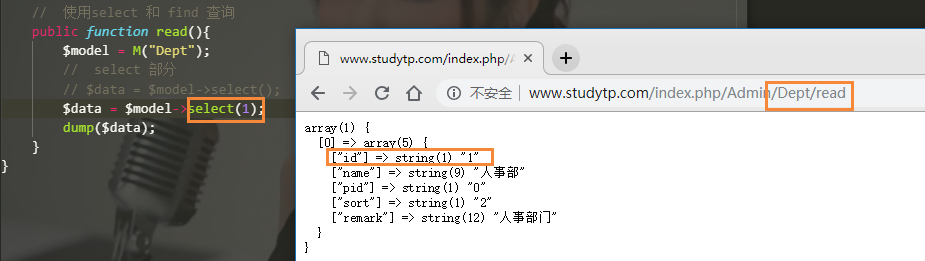 //  使用select 和 find 查询
public function read(){
$model = M("Dept");
//  select 部分
// $data = $model->select();
$data = $model->select(1);
dump($data);
}
}
www.studytp.com/index.php/A
不安全 | www.studytp.com/index.php/Admin/Dept/read
array(1) {
[0] => array(5) {
["id"] => string(1) "1"
["name"] => string(9) "人事部"
["pid"] => string(1) "0"
["sort"] => string(1) "2"
["remark"] => string(12) "人事部门"
}
}